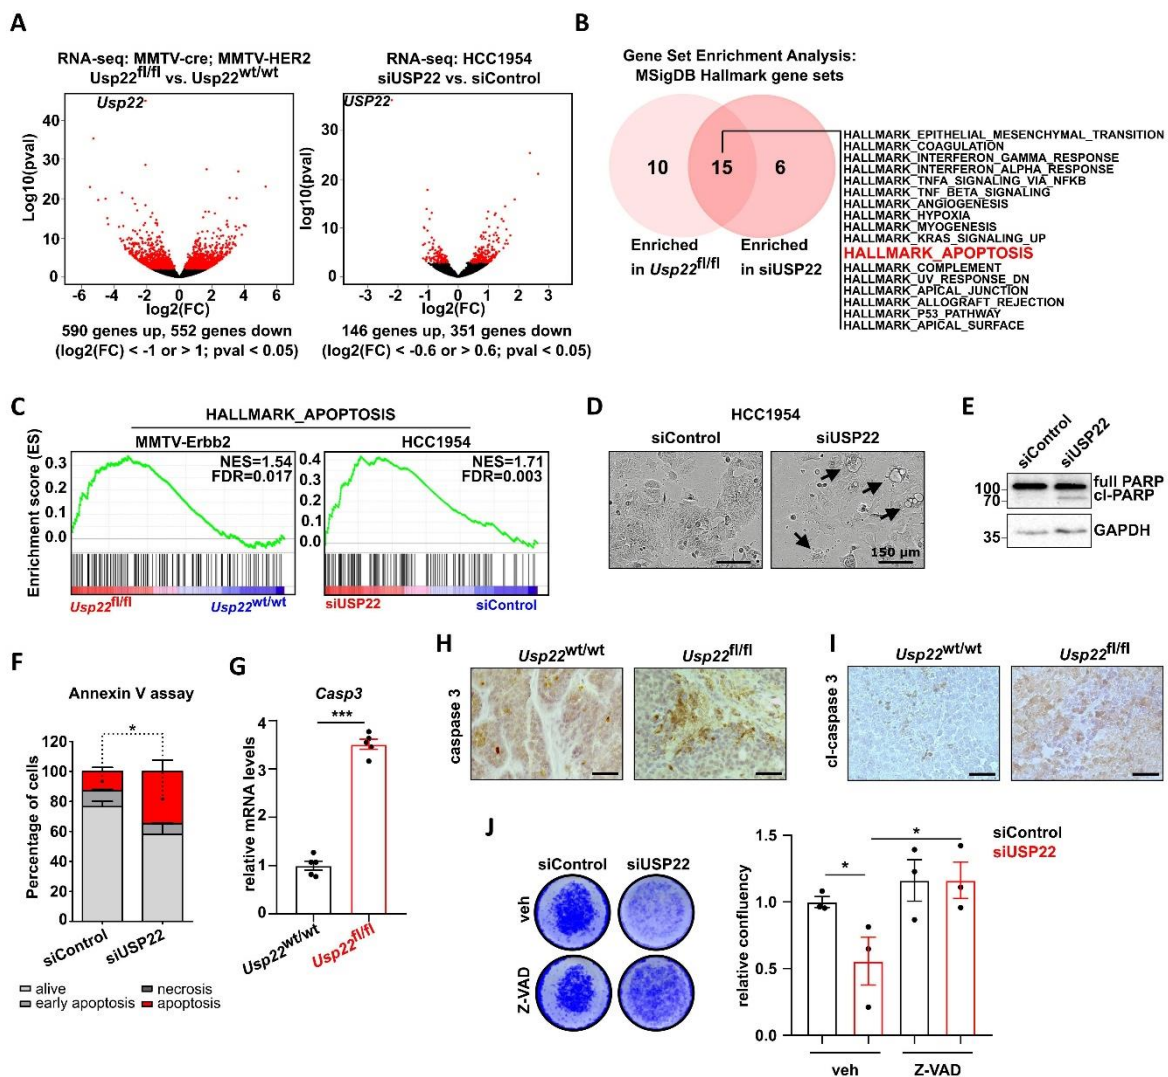 A
RNA-seq: MMTV-cre; MMTV-HER2
Usp22fl/fl vs. Usp22wt/wt
Usp22
Log10(pval)
40
30
20
10
0
-4
-2
0
2
4
6
log2(FC)
590 genes up, 552 genes down
(log2(FC) < -1 or > 1; pval < 0.05)
RNA-seq: HCC1954
siUSP22 vs. siControl
USP22
log10(pval)
30
20
10
0
-3
-2
-1
0
1
2
3
log2(FC)
146 genes up, 351 genes down
(log2(FC) < -0.6 or > 0.6; pval < 0.05)
B
Gene Set Enrichment Analysis:
MSigDB Hallmark gene sets
10
15
6
Enriched
in Usp22fl/fl
Enriched
in siUSP22
HALLMARK_EPITHELIAL_MESENCHYMAL_TRANSITION
HALLMARK_COAGULATION
HALLMARK_INTERFERON_GAMMA_RESPONSE
HALLMARK_INTERFERON_ALPHA_RESPONSE
HALLMARK_TNFA_SIGNALING_VIA_NFKB
HALLMARK_TNF_BETA_SIGNALING
HALLMARK_ANGIOGENESIS
HALLMARK_HYPOXIA
HALLMARK_MYOGENESIS
HALLMARK_KRAS_SIGNALING_UP
HALLMARK_APOPTOSIS
HALLMARK_COMPLEMENT
HALLMARK_UV_RESPONSE_DN
HALLMARK_APICAL_JUNCTION
HALLMARK_ALLOGRAFT_REJECTION
HALLMARK_P53_PATHWAY
HALLMARK_APICAL_SURFACE
C
HALLMARK_APOPTOSIS
MMTV-Erbb2
HCC1954
Enrichment score (ES)
0.3
0.2
0.1
0.0
NES=1.54
FDR=0.017
Usp22fl/fl
Usp22wt/wt
0.4
0.3
0.2
0.1
0.0
NES=1.71
FDR=0.003
siUSP22
siControl
D
HCC1954
siControl
siUSP22
150 µm
E
siControl
siUSP22
100
70
full PARP
cl-PARP
35
GAPDH
F
Annexin V assay
*
Percentage of cells
120
100
80
60
40
20
0
siControl
siUSP22
alive
early apoptosis
necrosis
apoptosis
G
Casp3
***
relative mRNA levels
4
3
2
1
0
Usp22wt/wt
Usp22fl/fl
H
Usp22wt/wt
Usp22fl/fl
caspase 3
I
Usp22wt/wt
Usp22fl/fl
cl-caspase 3
J
siControl
siUSP22
veh
Z-VAD
relative confluency
1.5
1.0
0.5
0.0
*
*
siControl
siUSP22
veh
Z-VAD